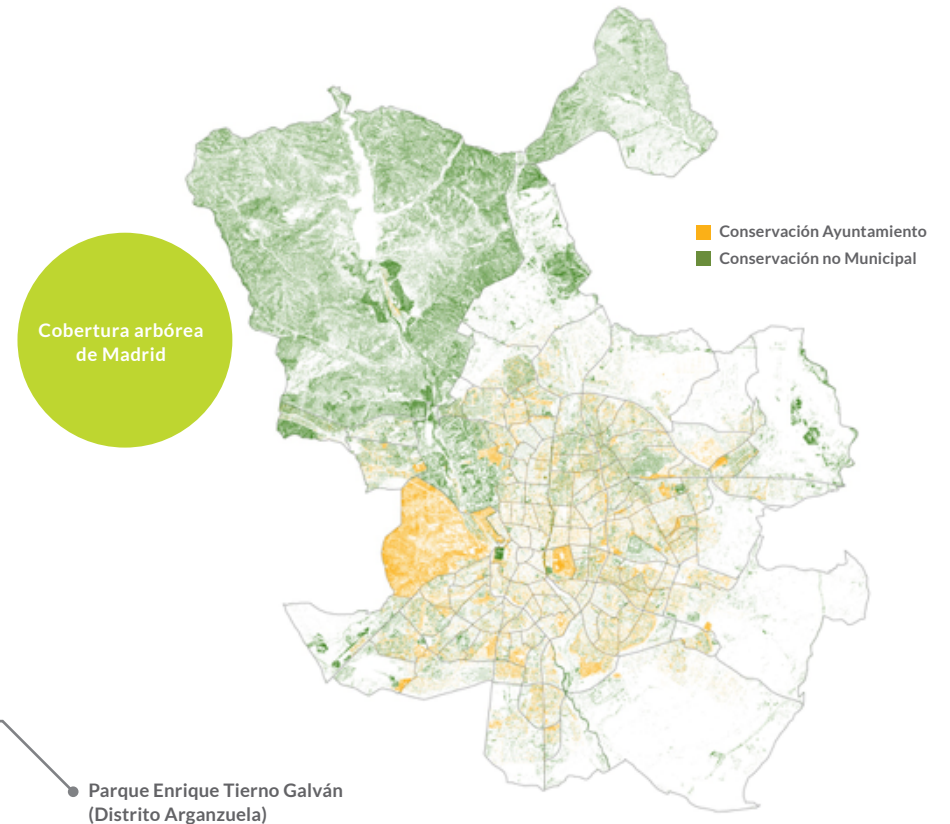 Conservación Ayuntamiento
Conservación no Municipal
Cobertura arbórea
de Madrid
Parque Enrique Tierno Galván
(Distrito Arganzuela)